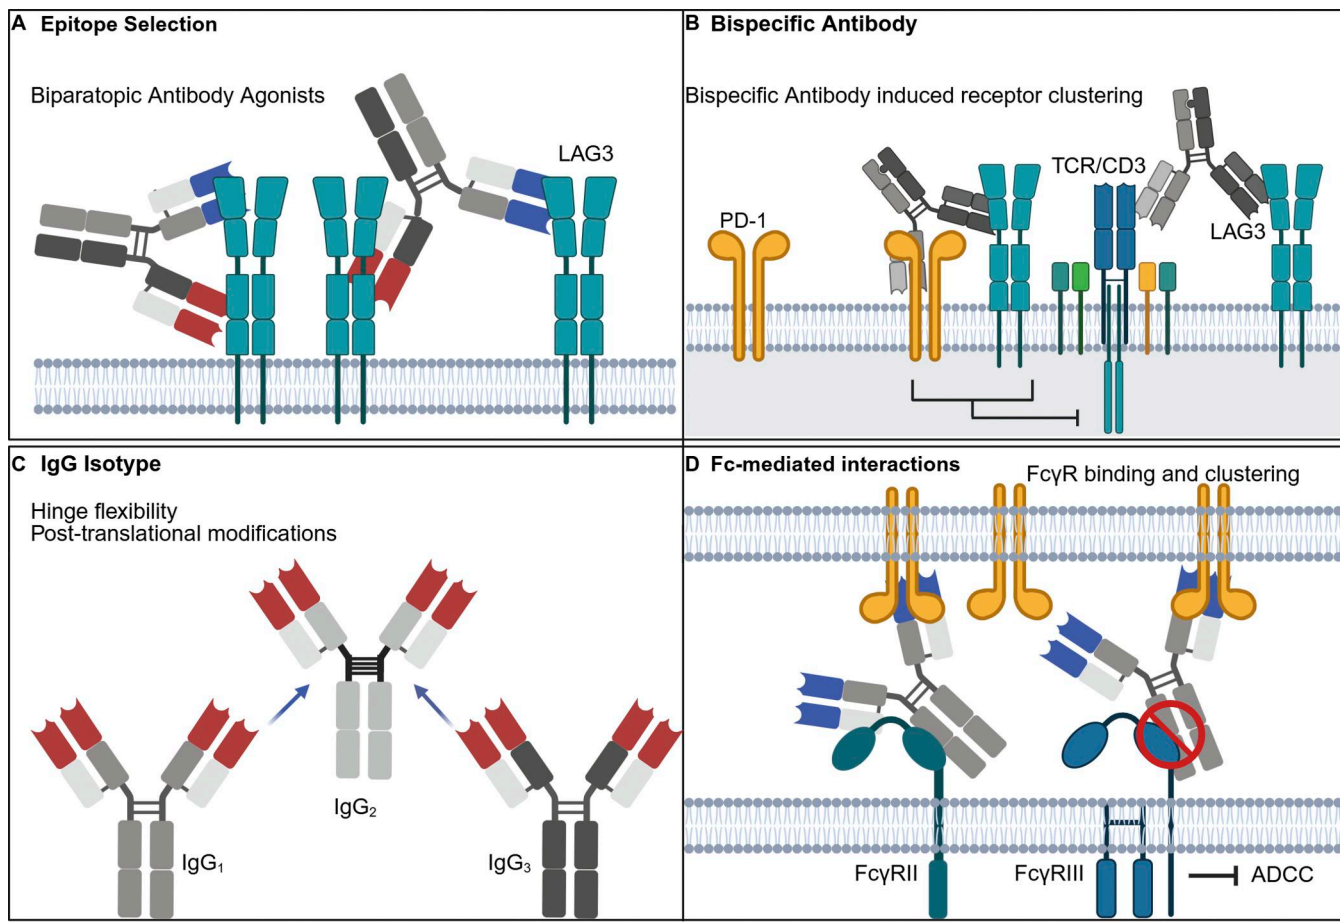 A Epitope Selection
Biparatopic Antibody Agonists
LAG3
B Bispecific Antibody
Bispecific Antibody induced receptor clustering
TCR/CD3
PD-1
LAG3
C IgG Isotype
Hinge flexibility
Post-translational modifications
IgG₂
IgG₁
IgG₃
D Fc-mediated interactions
FcγR binding and clustering
FcγRII
FcγRIII
ADCC